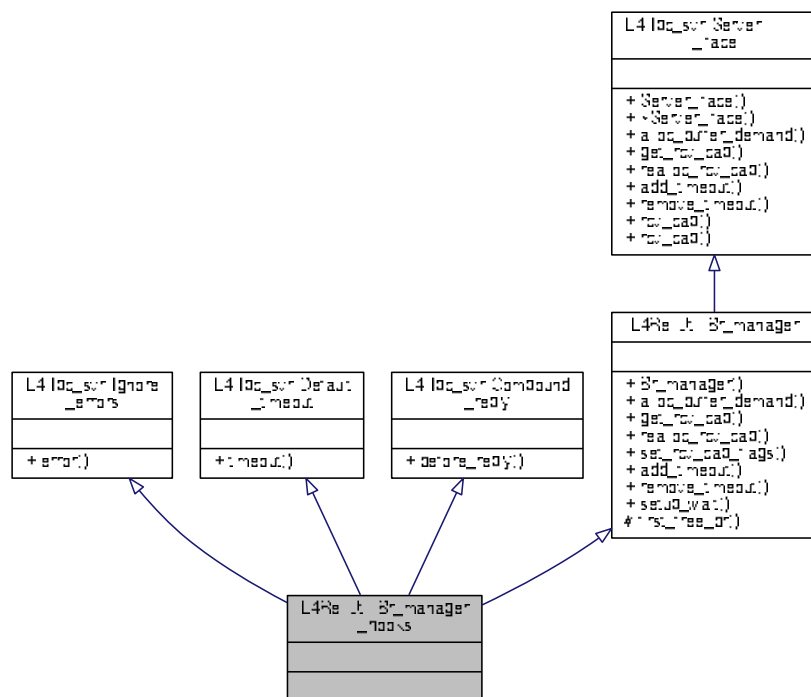 L4::Ipc_svr::Server
_iface
+ Server_iface()
+ ~Server_iface()
+ alloc_buffer_demand()
+ get_rcv_cap()
+ realloc_rcv_cap()
+ add_timeout()
+ remove_timeout()
+ rcv_cap()
+ rcv_cap()
L4Re::Util::Br_manager
+ Br_manager()
+ alloc_buffer_demand()
+ get_rcv_cap()
+ realloc_rcv_cap()
+ set_rcv_cap_flags()
+ add_timeout()
+ remove_timeout()
+ setup_wait()
# first_free_br()
L4::Ipc_svr::Ignore
_errors
+ error()
L4::Ipc_svr::Default
_timeout
+ timeout()
L4::Ipc_svr::Compound
_reply
+ before_reply()
L4Re::Util::Br_manager
_hooks